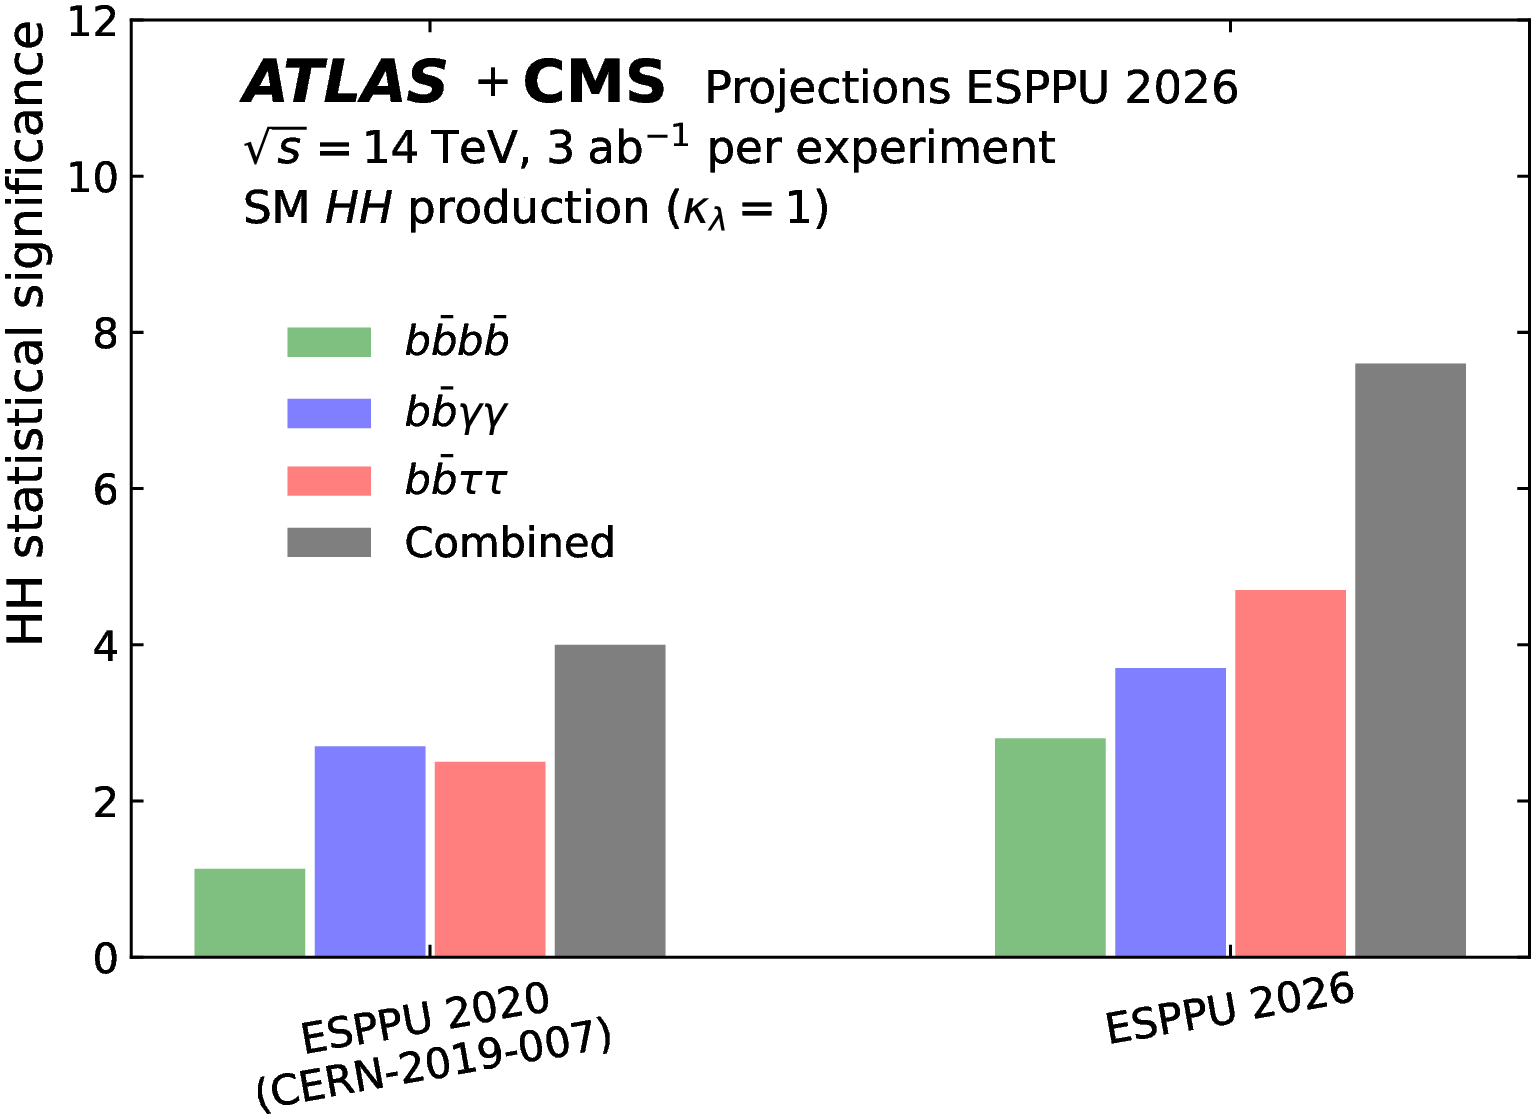 HH statistical significance
12
10
8
6
4
2
0
ATLAS + CMS Projections ESPPU 2026
√s = 14 TeV, 3 ab⁻¹ per experiment
SM HH production (κλ = 1)
bb̄bb̄
bb̄γγ
bb̄ττ
Combined
ESPPU 2020
(CERN-2019-007)
ESPPU 2026